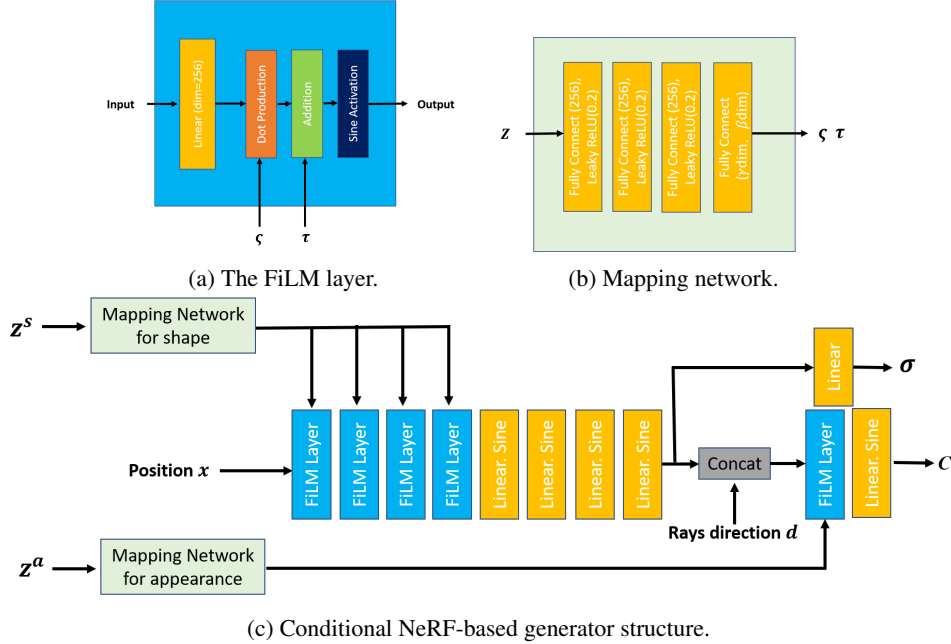 Input
Linear (dim=256)
Dot Production
Addition
Sine Activation
Output
ς
τ
(a) The FiLM layer.
z
Fully Connect (256),
Leaky ReLU(0.2)
Fully Connect (256),
Leaky ReLU(0.2)
Fully Connect (256),
Leaky ReLU(0.2)
Fully Connect
(γdim βdim)
ς τ
(b) Mapping network.
z^s
Mapping Network
for shape
Position x
FiLM Layer
FiLM Layer
FiLM Layer
FiLM Layer
Linear. Sine
Linear. Sine
Linear. Sine
Linear. Sine
Linear
σ
Concat
Rays direction d
FiLM Layer
Linear. Sine
C
z^a
Mapping Network
for appearance
(c) Conditional NeRF-based generator structure.